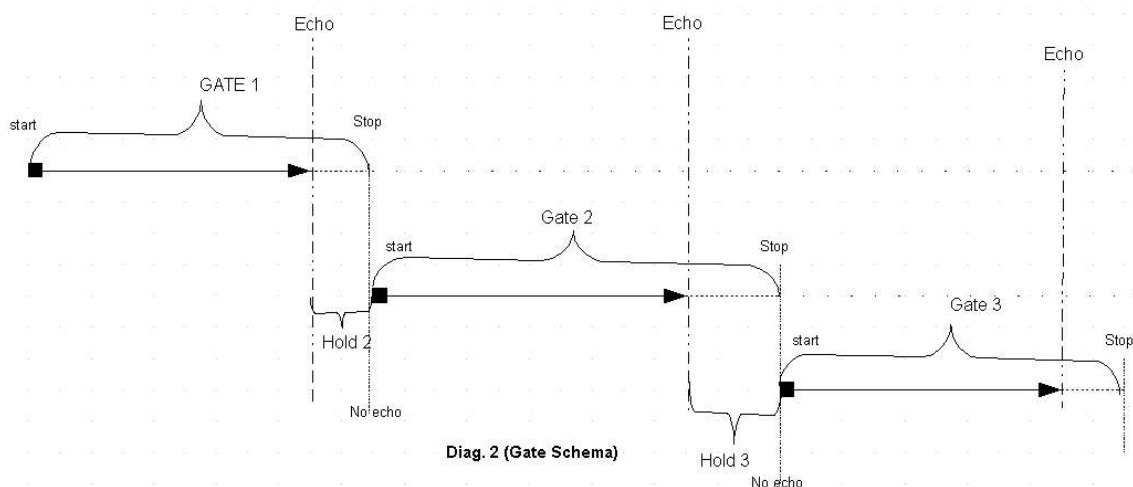 Echo
Echo
Echo
GATE 1
start
Stop
Gate 2
start
Stop
Gate 3
start
Stop
Hold 2
No echo
Diag. 2 (Gate Schema)
Hold 3
No echo